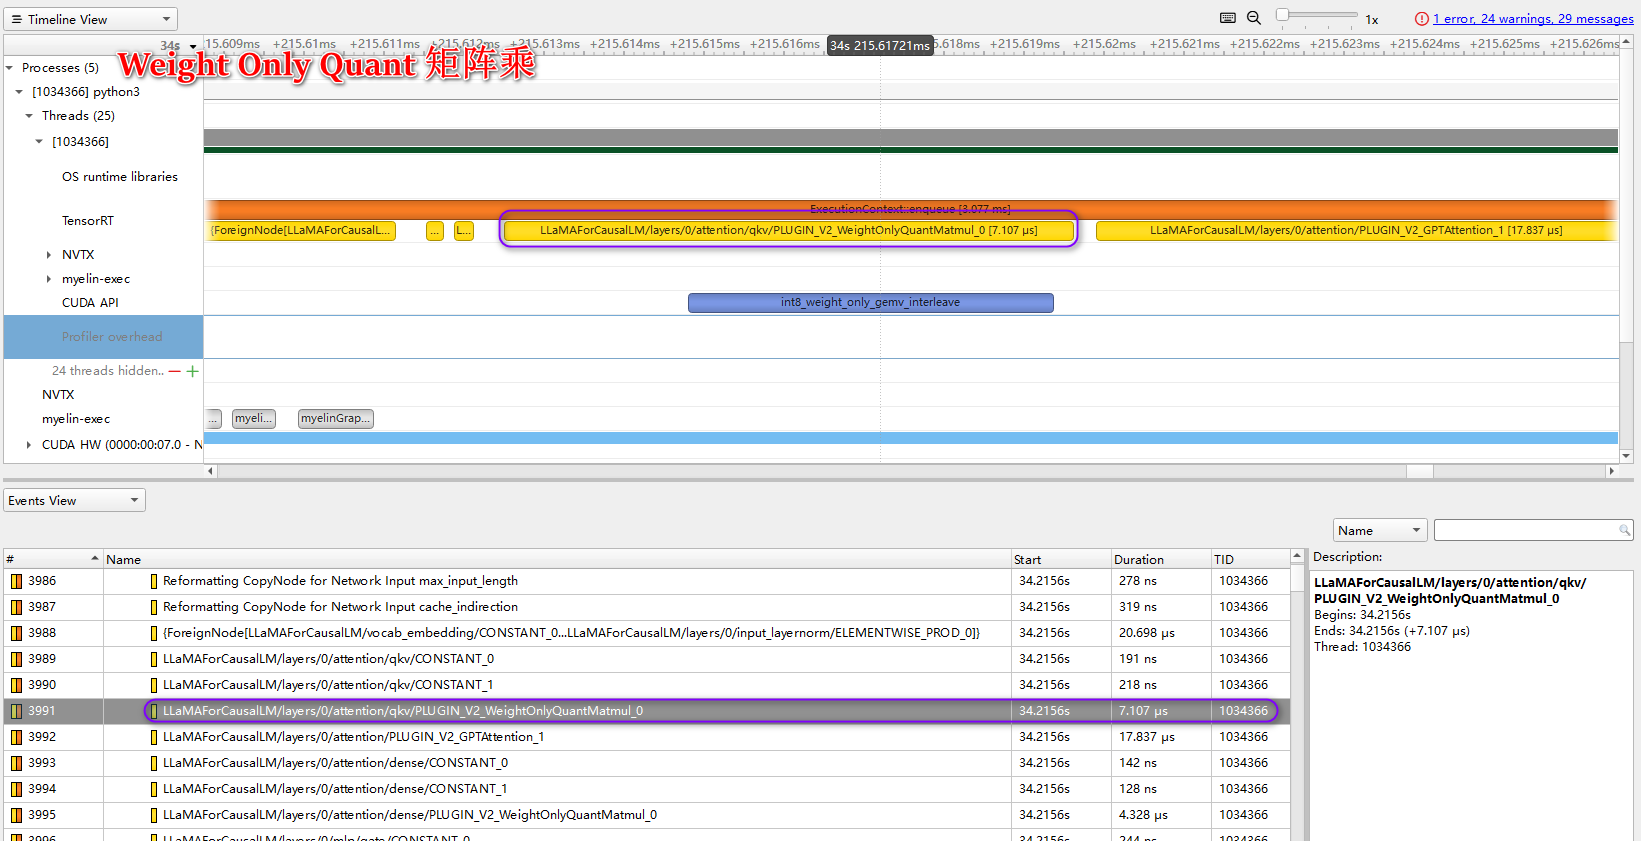 Timeline View
1x
1 error, 24 warnings, 29 messages
34s
215.609ms +215.61ms +215.611ms +215.612ms +215.613ms +215.614ms +215.615ms +215.616ms 34s 215.61721ms 5.618ms +215.619ms +215.62ms +215.621ms +215.622ms +215.623ms +215.624ms +215.625ms +215.626ms
Weight Only Quant 矩阵乘
Processes (5)
[1034366] python3
Threads (25)
[1034366]
OS runtime libraries
TensorRT
ExecutionContext::enqueue [3.077 ms]
{ForeignNode[LLaMAForCausalL... ... L... LLaMAForCausalLM/layers/0/attention/qkv/PLUGIN_V2_WeightOnlyQuantMatmul_0 [7.107 μs] LLaMAForCausalLM/layers/0/attention/PLUGIN_V2_GPTAttention_1 [17.837 μs]
NVTX
myelin-exec
CUDA API
int8_weight_only_gemv_interleave
Profiler overhead
24 threads hidden..
NVTX
myelin-exec
... myeli... myelinGrap...
CUDA HW (0000:00:07.0 - N
Events View
Name
# Name Start Duration TID
3986 Reformatting CopyNode for Network Input max_input_length 34.2156s 278 ns 1034366
3987 Reformatting CopyNode for Network Input cache_indirection 34.2156s 319 ns 1034366
3988 {ForeignNode[LLaMAForCausalLM/vocab_embedding/CONSTANT_0...LLaMAForCausalLM/layers/0/input_layernorm/ELEMENTWISE_PROD_0]} 34.2156s 20.698 μs 1034366
3989 LLaMAForCausalLM/layers/0/attention/qkv/CONSTANT_0 34.2156s 191 ns 1034366
3990 LLaMAForCausalLM/layers/0/attention/qkv/CONSTANT_1 34.2156s 218 ns 1034366
3991 LLaMAForCausalLM/layers/0/attention/qkv/PLUGIN_V2_WeightOnlyQuantMatmul_0 34.2156s 7.107 μs 1034366
3992 LLaMAForCausalLM/layers/0/attention/PLUGIN_V2_GPTAttention_1 34.2156s 17.837 μs 1034366
3993 LLaMAForCausalLM/layers/0/attention/dense/CONSTANT_0 34.2156s 142 ns 1034366
3994 LLaMAForCausalLM/layers/0/attention/dense/CONSTANT_1 34.2156s 128 ns 1034366
3995 LLaMAForCausalLM/layers/0/attention/dense/PLUGIN_V2_WeightOnlyQuantMatmul_0 34.2156s 4.328 μs 1034366
3996 LLaMAForCausalLM/layers/0/mlp/gate/CONSTANT_0 34.2156s 244 ns 1034366
Description:
LLaMAForCausalLM/layers/0/attention/qkv/
PLUGIN_V2_WeightOnlyQuantMatmul_0
Begins: 34.2156s
Ends: 34.2156s (+7.107 μs)
Thread: 1034366